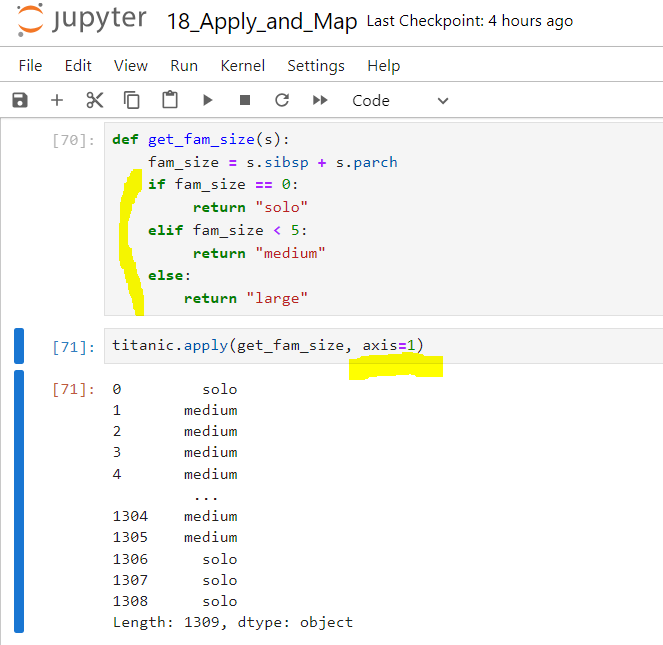 jupyter 18_Apply_and_Map Last Checkpoint: 4 hours ago
File Edit View Run Kernel Settings Help
Code
[70]: def get_fam_size(s):
fam_size = s.sibsp + s.parch
if fam_size == 0:
return "solo"
elif fam_size < 5:
return "medium"
else:
return "large"
[71]: titanic.apply(get_fam_size, axis=1)
[71]: 0 solo
1 medium
2 medium
3 medium
4 medium
...
1304 medium
1305 medium
1306 solo
1307 solo
1308 solo
Length: 1309, dtype: object